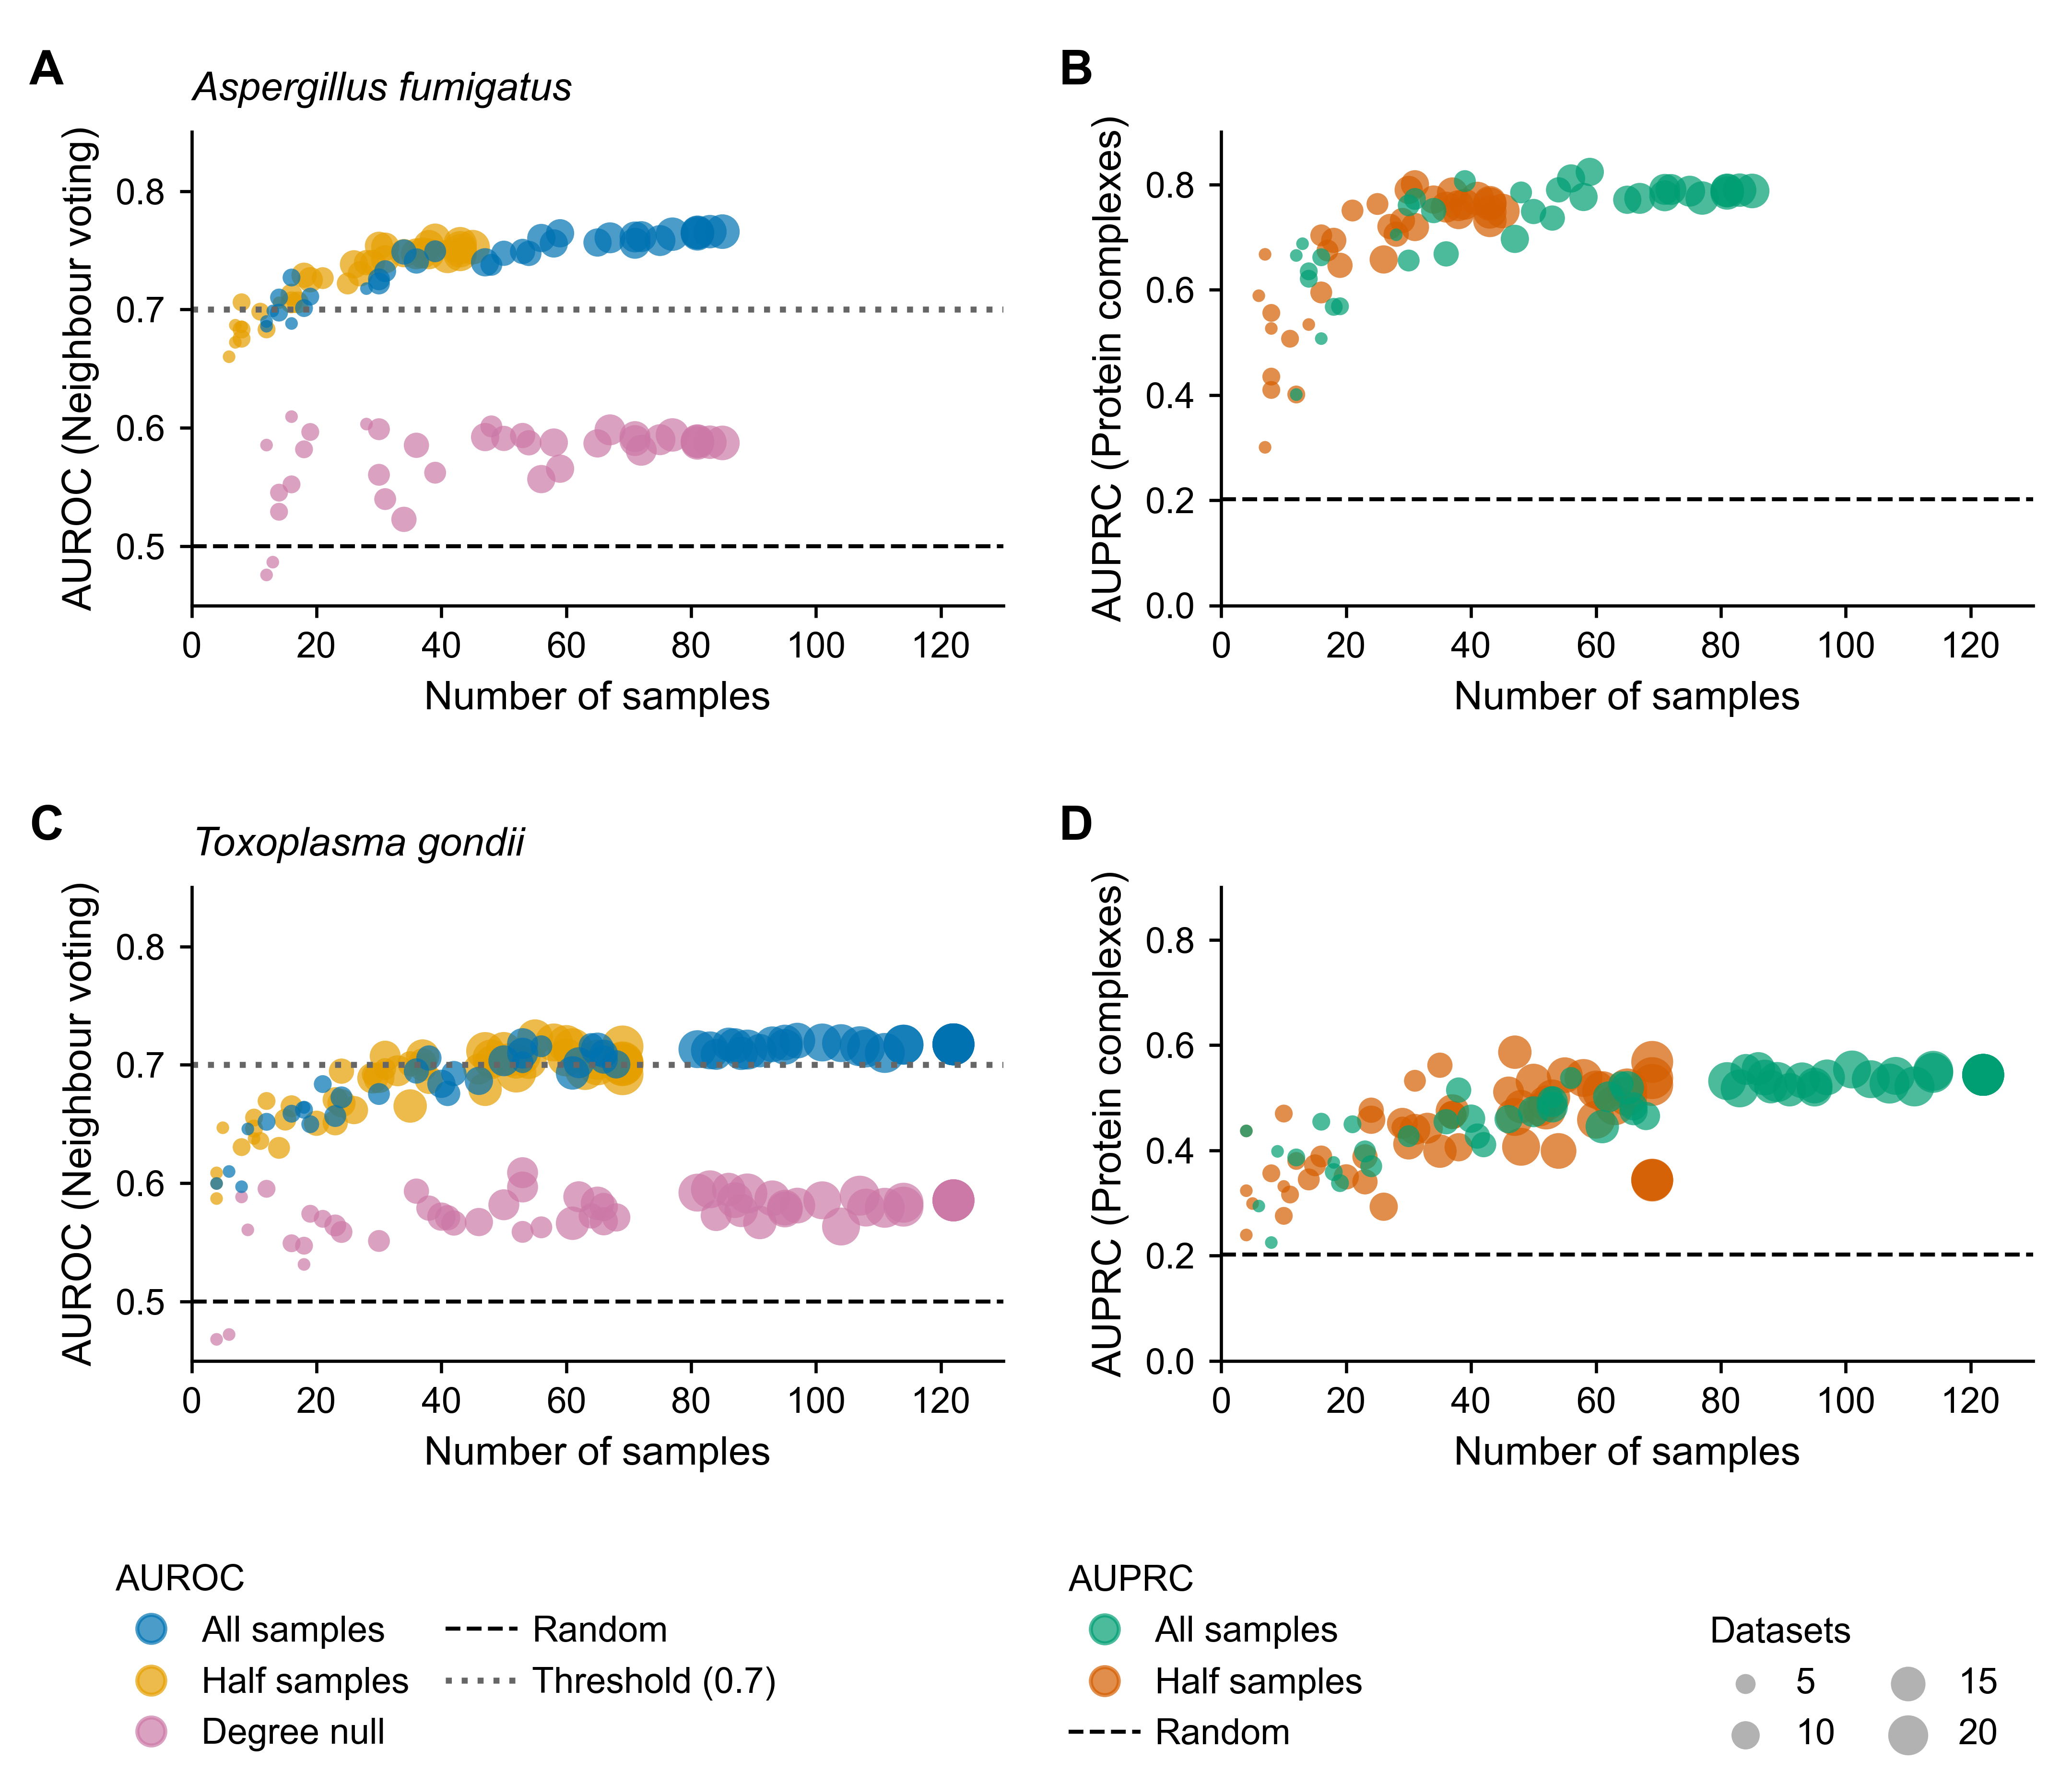 A
Aspergillus fumigatus
AUROC (Neighbour voting)
0.8
0.7
0.6
0.5
0 20 40 60 80 100 120
Number of samples
B
AUPRC (Protein complexes)
0.8
0.6
0.4
0.2
0.0
0 20 40 60 80 100 120
Number of samples
C
Toxoplasma gondii
AUROC (Neighbour voting)
0.8
0.7
0.6
0.5
0 20 40 60 80 100 120
Number of samples
D
AUPRC (Protein complexes)
0.8
0.6
0.4
0.2
0.0
0 20 40 60 80 100 120
Number of samples
AUROC
All samples
Half samples
Degree null
Random
Threshold (0.7)
AUPRC
All samples
Half samples
Random
Datasets
5
10
15
20